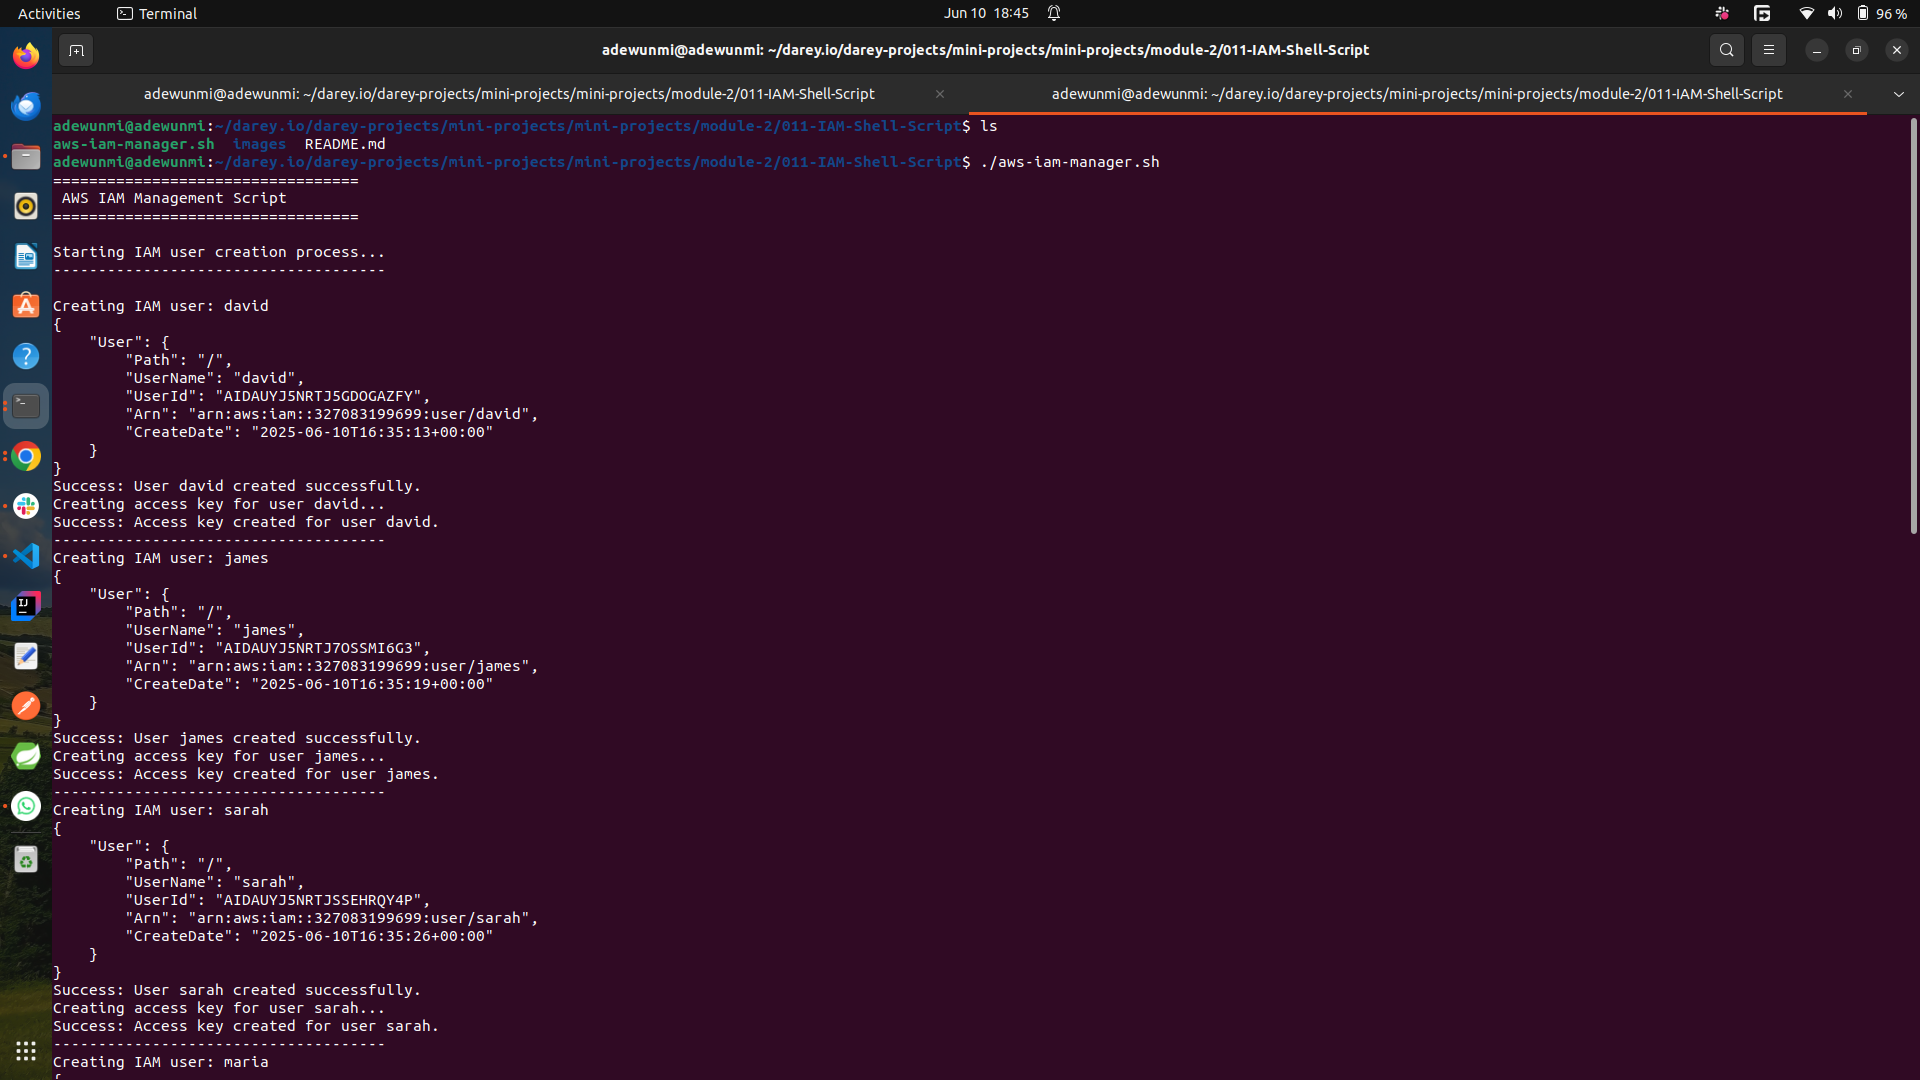 Activities
Terminal
Jun 10 18:45
96 %
adewunmi@adewunmi: ~/darey.io/darey-projects/mini-projects/mini-projects/module-2/011-IAM-Shell-Script
adewunmi@adewunmi: ~/darey.io/darey-projects/mini-projects/mini-projects/module-2/011-IAM-Shell-Script
adewunmi@adewunmi: ~/darey.io/darey-projects/mini-projects/mini-projects/module-2/011-IAM-Shell-Script
adewunmi@adewunmi:~/darey.io/darey-projects/mini-projects/mini-projects/module-2/011-IAM-Shell-Script$ ls
aws-iam-manager.sh  images  README.md
adewunmi@adewunmi:~/darey.io/darey-projects/mini-projects/mini-projects/module-2/011-IAM-Shell-Script$ ./aws-iam-manager.sh
==================================
 AWS IAM Management Script
==================================

Starting IAM user creation process...
-------------------------------------

Creating IAM user: david
{
    "User": {
        "Path": "/",
        "UserName": "david",
        "UserId": "AIDAUYJ5NRTJ5GDOGAZFY",
        "Arn": "arn:aws:iam::327083199699:user/david",
        "CreateDate": "2025-06-10T16:35:13+00:00"
    }
}
Success: User david created successfully.
Creating access key for user david...
Success: Access key created for user david.
-------------------------------------
Creating IAM user: james
{
    "User": {
        "Path": "/",
        "UserName": "james",
        "UserId": "AIDAUYJ5NRTJ7OSSMI6G3",
        "Arn": "arn:aws:iam::327083199699:user/james",
        "CreateDate": "2025-06-10T16:35:19+00:00"
    }
}
Success: User james created successfully.
Creating access key for user james...
Success: Access key created for user james.
-------------------------------------
Creating IAM user: sarah
{
    "User": {
        "Path": "/",
        "UserName": "sarah",
        "UserId": "AIDAUYJ5NRTJSSEHRQY4P",
        "Arn": "arn:aws:iam::327083199699:user/sarah",
        "CreateDate": "2025-06-10T16:35:26+00:00"
    }
}
Success: User sarah created successfully.
Creating access key for user sarah...
Success: Access key created for user sarah.
-------------------------------------
Creating IAM user: maria
{